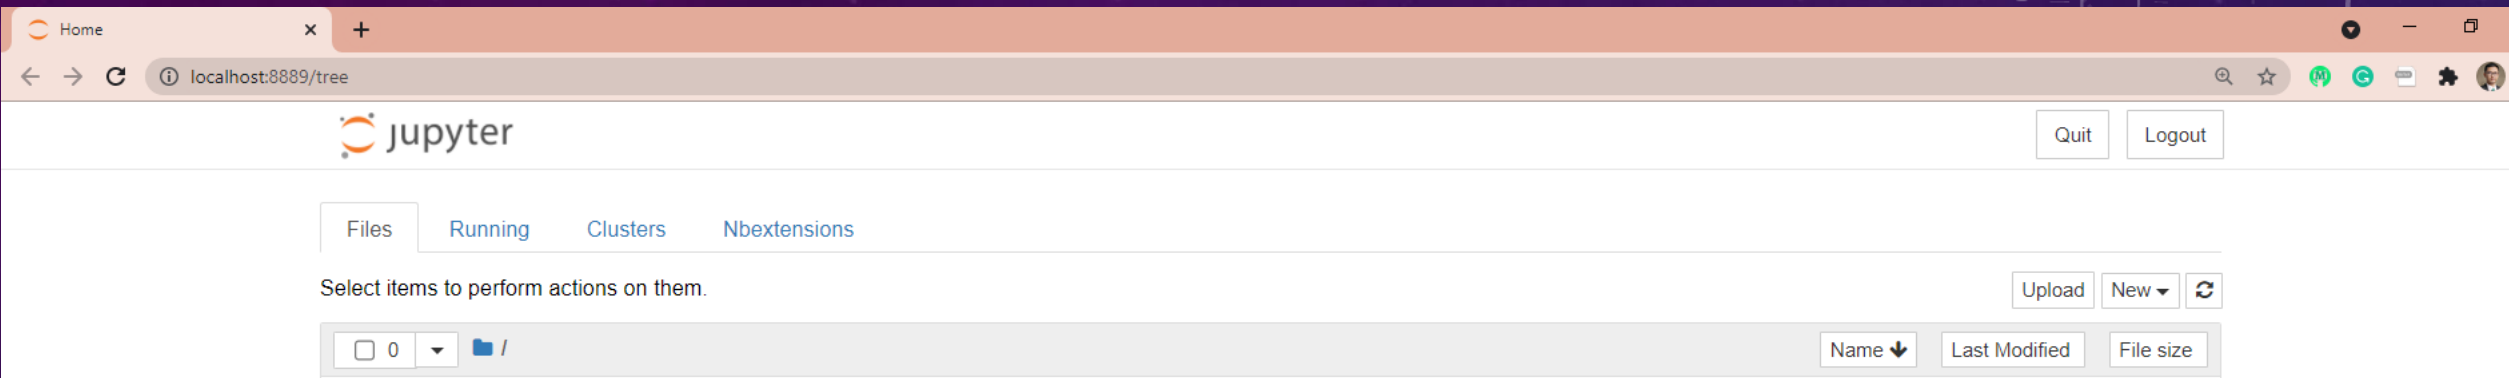 Home
localhost:8889/tree
jupyter
Quit Logout
Files Running Clusters Nbextensions
Select items to perform actions on them.
Upload New
0 /
Name Last Modified File size